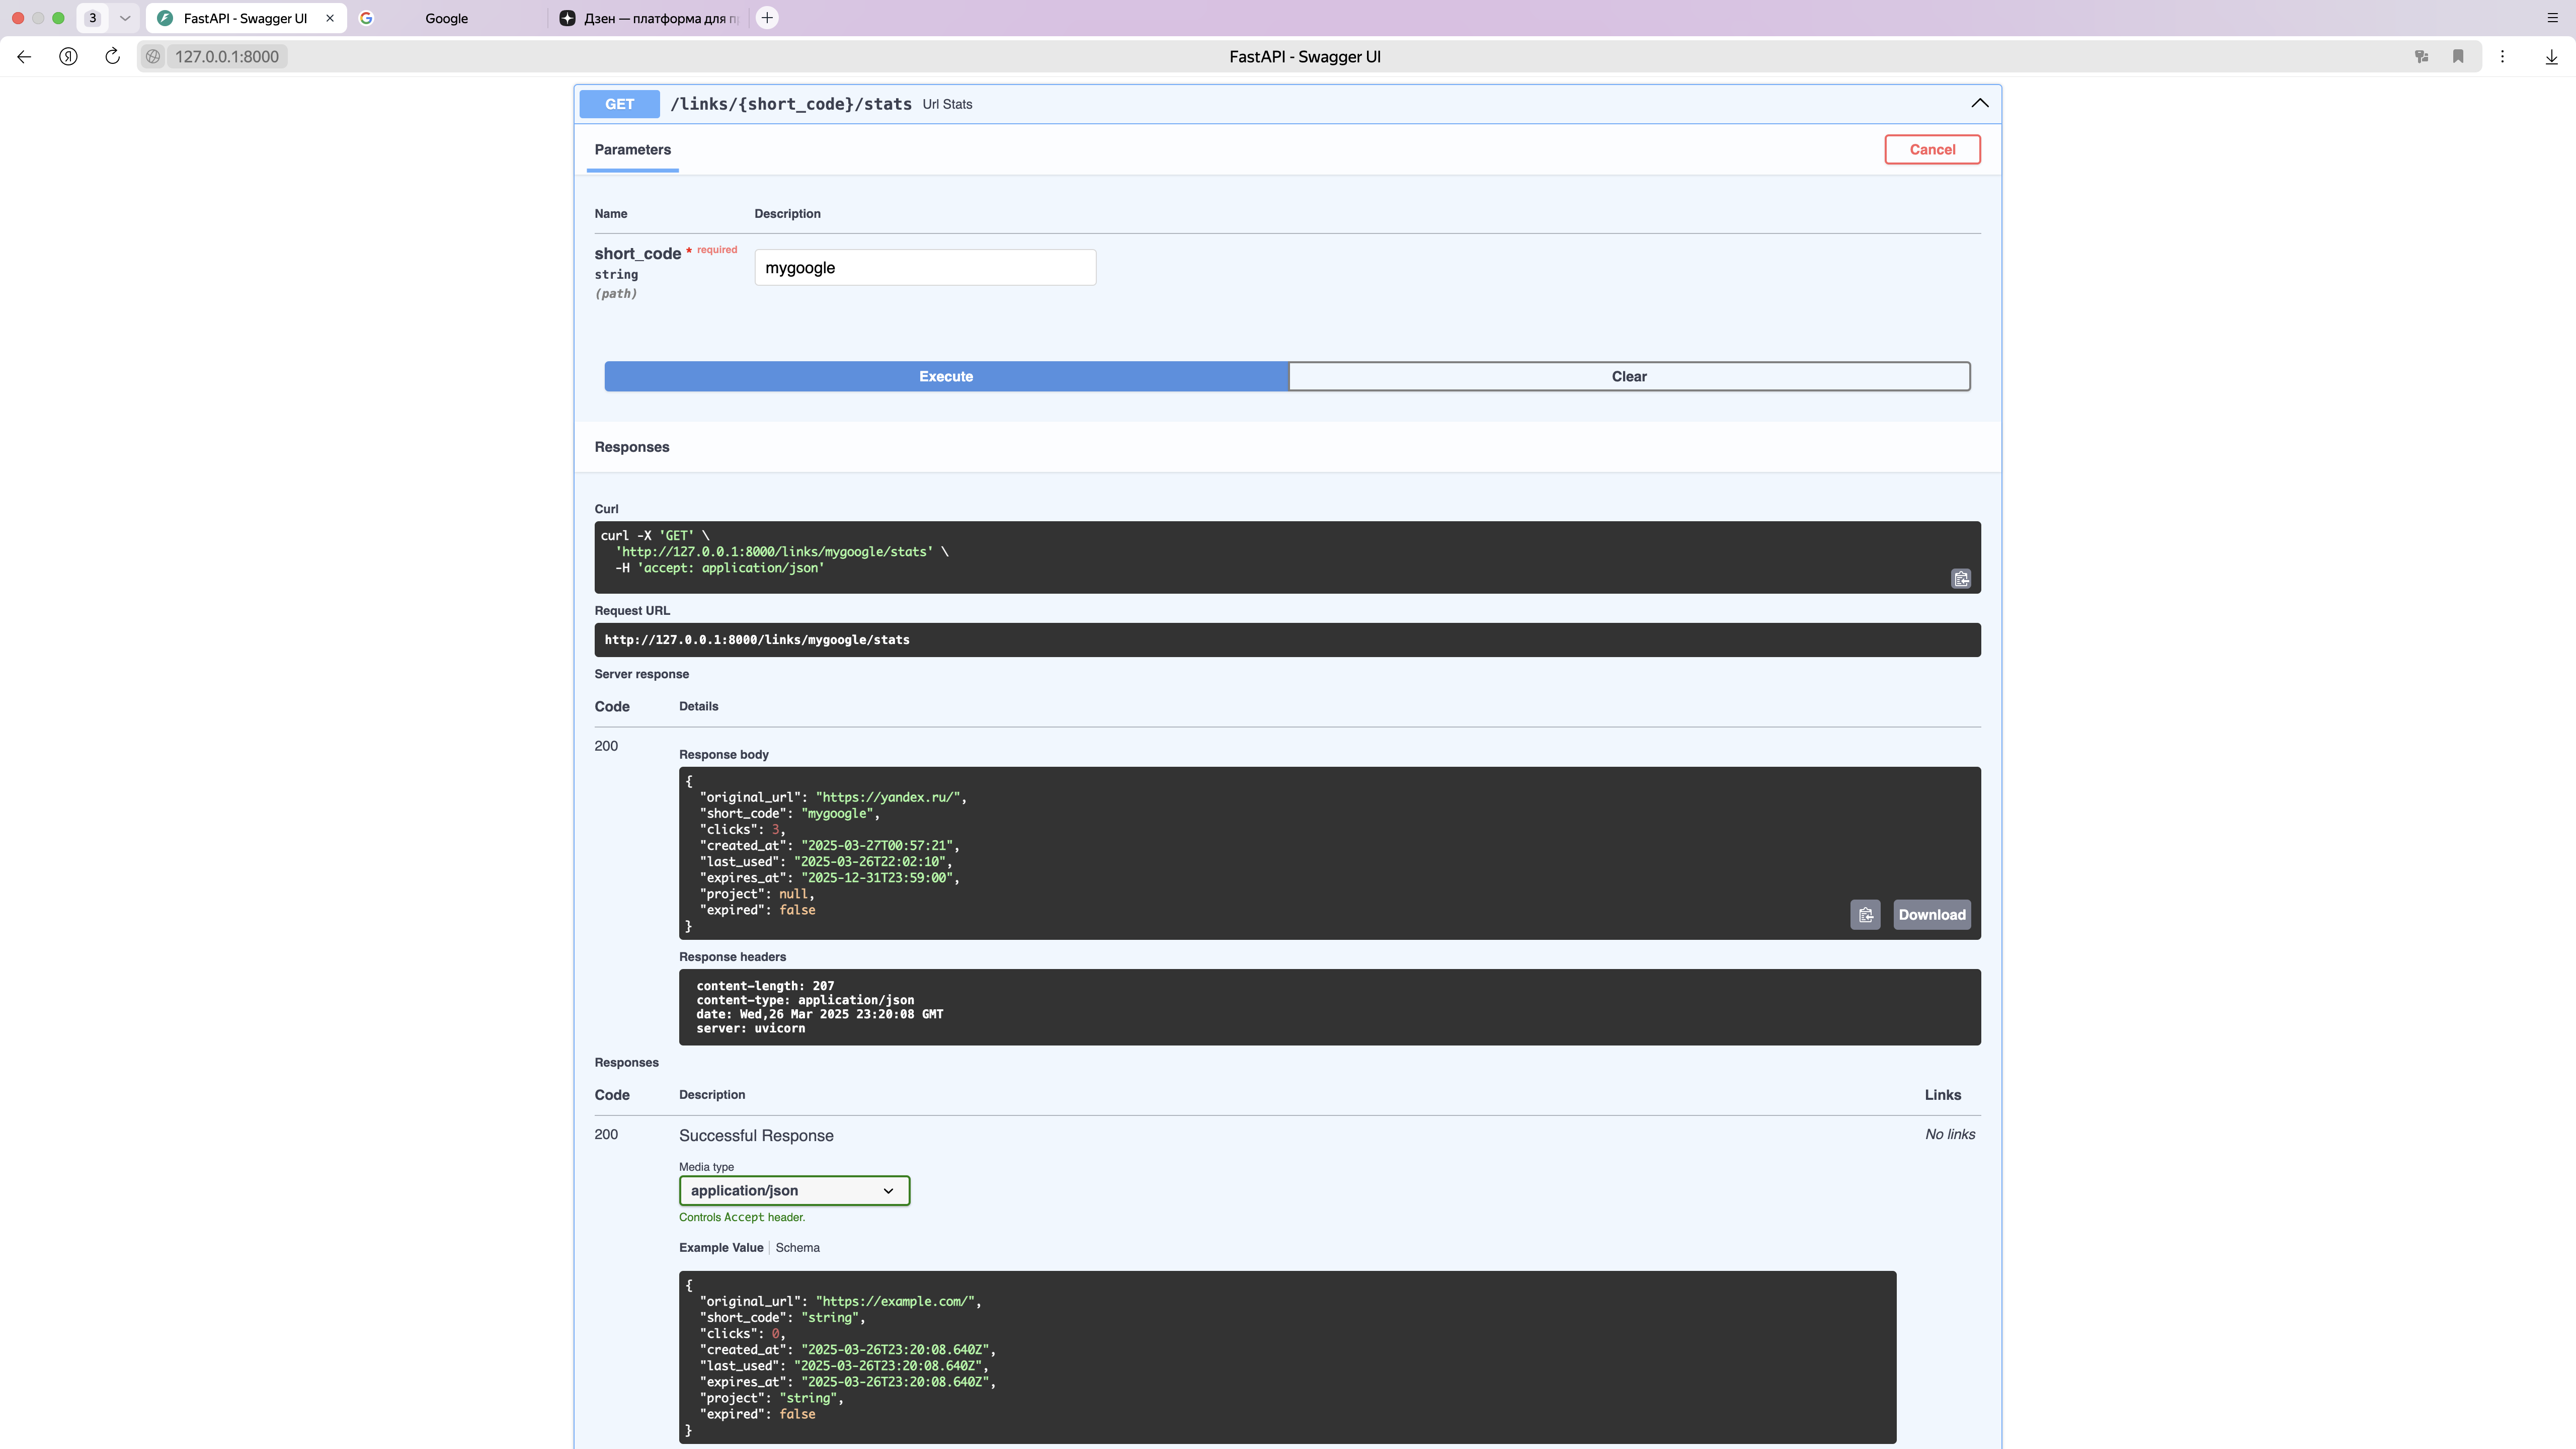 3
FastAPI - Swagger UI
Google
Дзен — платформа для п
127.0.0.1:8000
FastAPI - Swagger UI
GET /links/{short_code}/stats Url Stats
Parameters
Cancel
Name Description
short_code * required
string
(path)
mygoogle
Execute
Clear
Responses
Curl
curl -X 'GET' \
'http://127.0.0.1:8000/links/mygoogle/stats' \
-H 'accept: application/json'
Request URL
http://127.0.0.1:8000/links/mygoogle/stats
Server response
Code Details
200
Response body
{
"original_url": "https://yandex.ru/",
"short_code": "mygoogle",
"clicks": 3,
"created_at": "2025-03-27T00:57:21",
"last_used": "2025-03-26T22:02:10",
"expires_at": "2025-12-31T23:59:00",
"project": null,
"expired": false
}
Download
Response headers
content-length: 207
content-type: application/json
date: Wed,26 Mar 2025 23:20:08 GMT
server: uvicorn
Responses
Code Description Links
200 Successful Response No links
Media type
application/json
Controls Accept header.
Example Value Schema
{
"original_url": "https://example.com/",
"short_code": "string",
"clicks": 0,
"created_at": "2025-03-26T23:20:08.640Z",
"last_used": "2025-03-26T23:20:08.640Z",
"expires_at": "2025-03-26T23:20:08.640Z",
"project": "string",
"expired": false
}